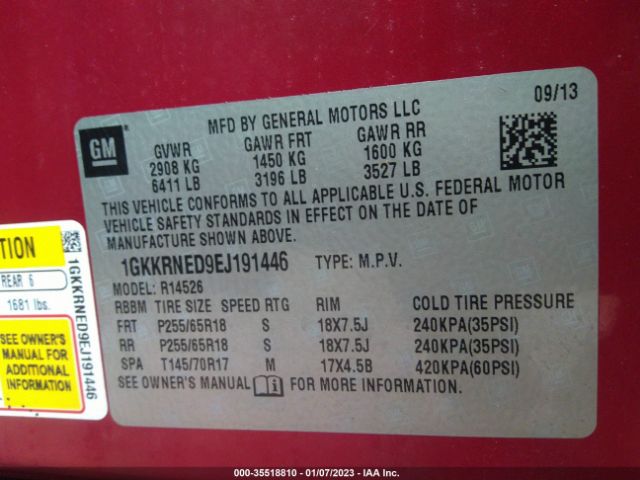 MFD BY GENERAL MOTORS LLC
09/13
GM
GVWR GAWR FRT GAWR RR
2908 KG 1450 KG 1600 KG
6411 LB 3196 LB 3527 LB
THIS VEHICLE CONFORMS TO ALL APPLICABLE U.S. FEDERAL MOTOR
VEHICLE SAFETY STANDARDS IN EFFECT ON THE DATE OF
MANUFACTURE SHOWN ABOVE.
1GKKRNED9EJ191446 TYPE: M.P.V.
MODEL: R14526
RBBM TIRE SIZE SPEED RTG RIM COLD TIRE PRESSURE
FRT P255/65R18 S 18X7.5J 240KPA(35PSI)
RR P255/65R18 S 18X7.5J 240KPA(35PSI)
SPA T145/70R17 M 17X4.5B 420KPA(60PSI)
SEE OWNER'S MANUAL FOR MORE INFORMATION.
REAR 6
1681 lbs.
SEE OWNER'S
MANUAL FOR
ADDITIONAL
INFORMATION
1GKKRNED9EJ191446
000-35518810 - 01/07/2023 - IAA Inc.